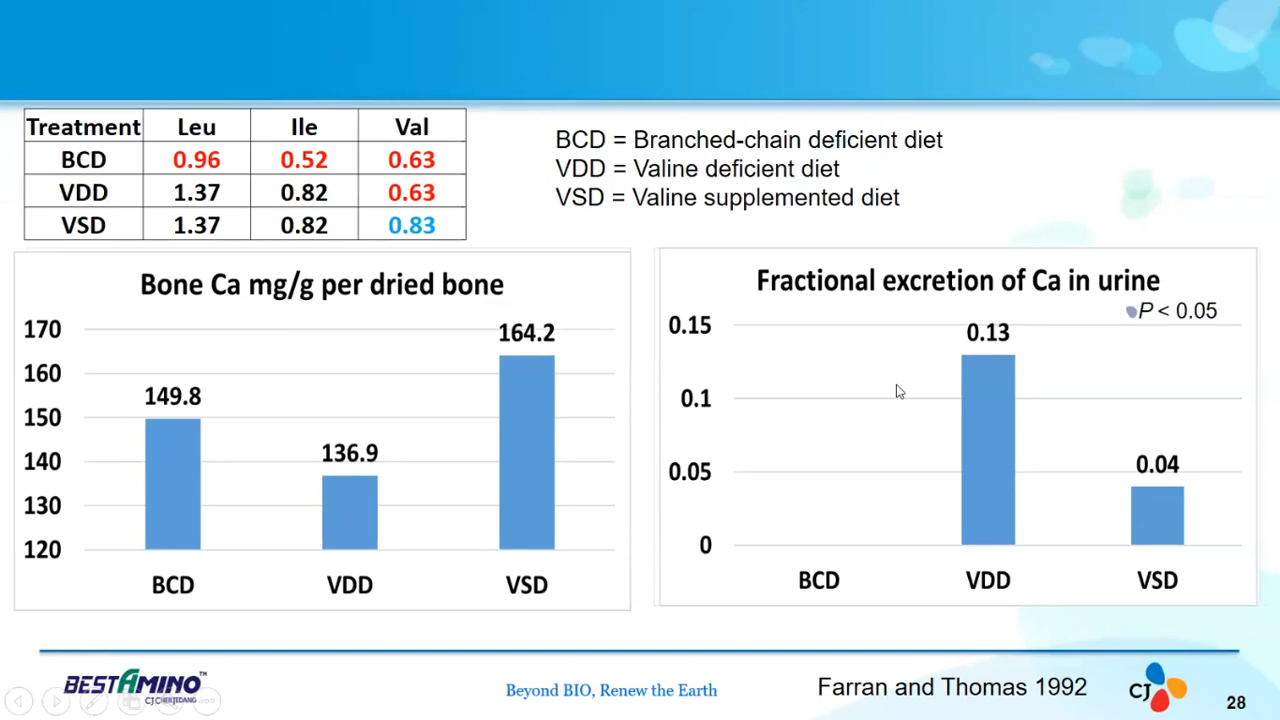 Treatment Leu Ile Val
BCD 0.96 0.52 0.63
VDD 1.37 0.82 0.63
VSD 1.37 0.82 0.83
BCD = Branched-chain deficient diet
VDD = Valine deficient diet
VSD = Valine supplemented diet
Bone Ca mg/g per dried bone
170
160
150
140
130
120
149.8
136.9
164.2
BCD VDD VSD
Fractional excretion of Ca in urine
P < 0.05
0.15
0.1
0.05
0
0.13
0.04
BCD VDD VSD
BESTAMINO™
CJ CHEILJEDANG
Beyond BIO, Renew the Earth
Farran and Thomas 1992
CJ
28